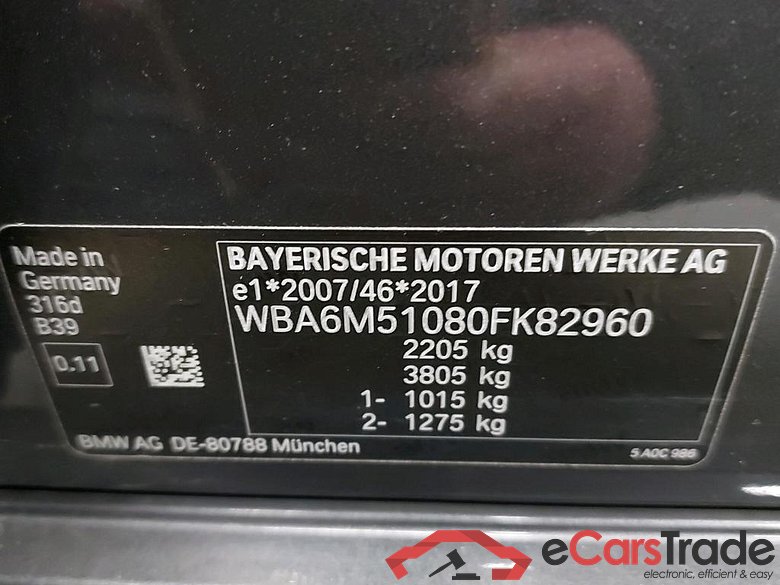 Made in
Germany
316d
B39
0.11
BAYERISCHE MOTOREN WERKE AG
e1*2007/46*2017
WBA6M51080FK82960
2205 kg
3805 kg
1- 1015 kg
2- 1275 kg
BMW AG DE-80788 München
5 A0C 986
eCarsTrade
electronic, efficient & easy